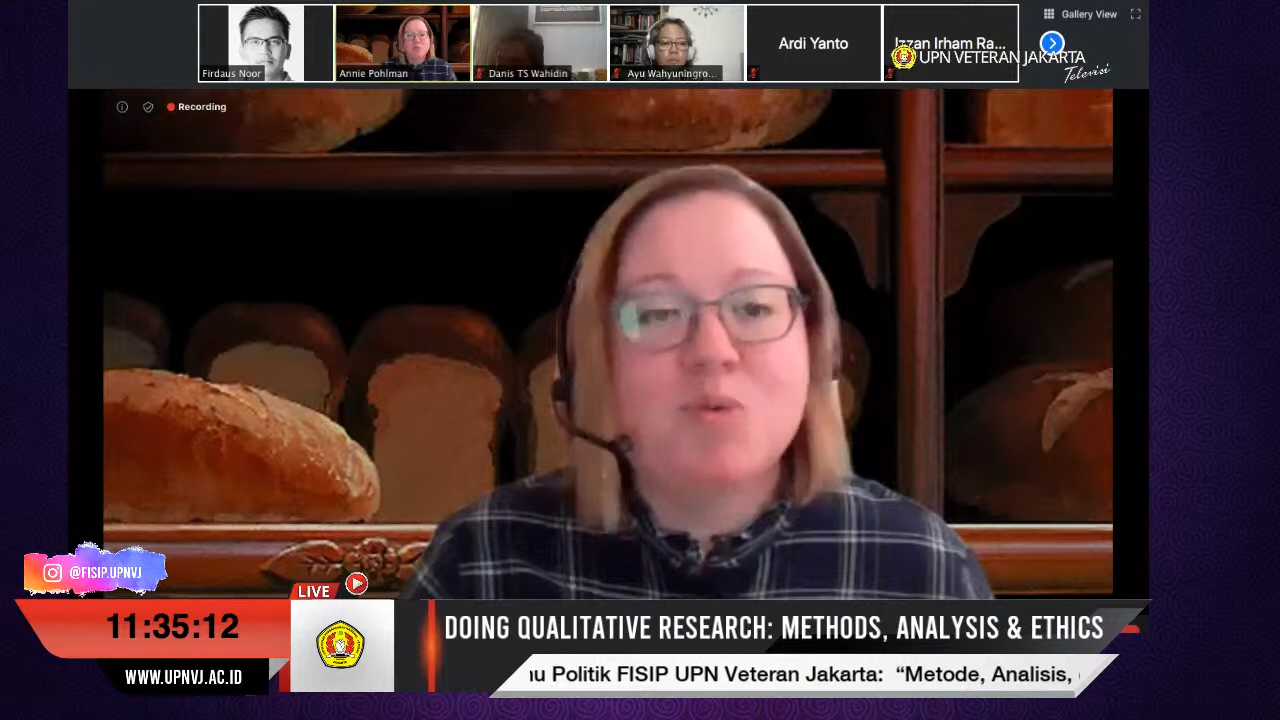 Gallery View
Firdaus Noor
Annie Pohlman
Danis TS Wahidin
Ayu Wahyuningro...
Ardi Yanto
Izzan Irham Ra...
UPN VETERAN JAKARTA
Televisi
Recording
@FISIP.UPNVJ
LIVE
11:35:12
DOING QUALITATIVE RESEARCH: METHODS, ANALYSIS & ETHICS
WWW.UPNVJ.AC.ID
Politik FISIP UPN Veteran Jakarta: “Metode, Analisis,